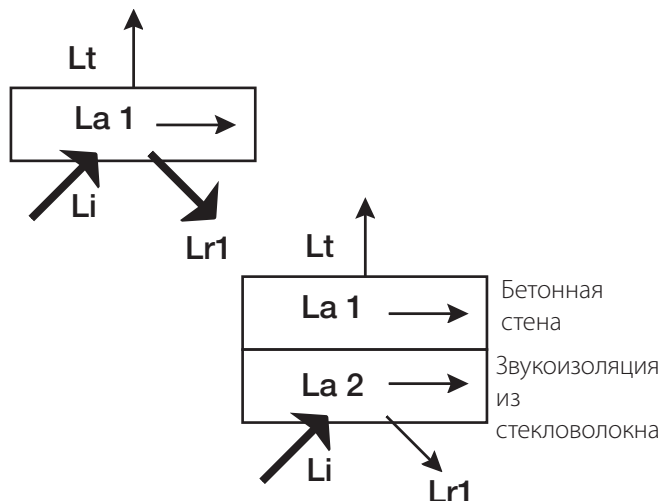 Lt
La 1
Li
Lr1
Lt
La 1
Бетонная
стена
La 2
Звукоизоляция
из
стекловолокна
Li
Lr1